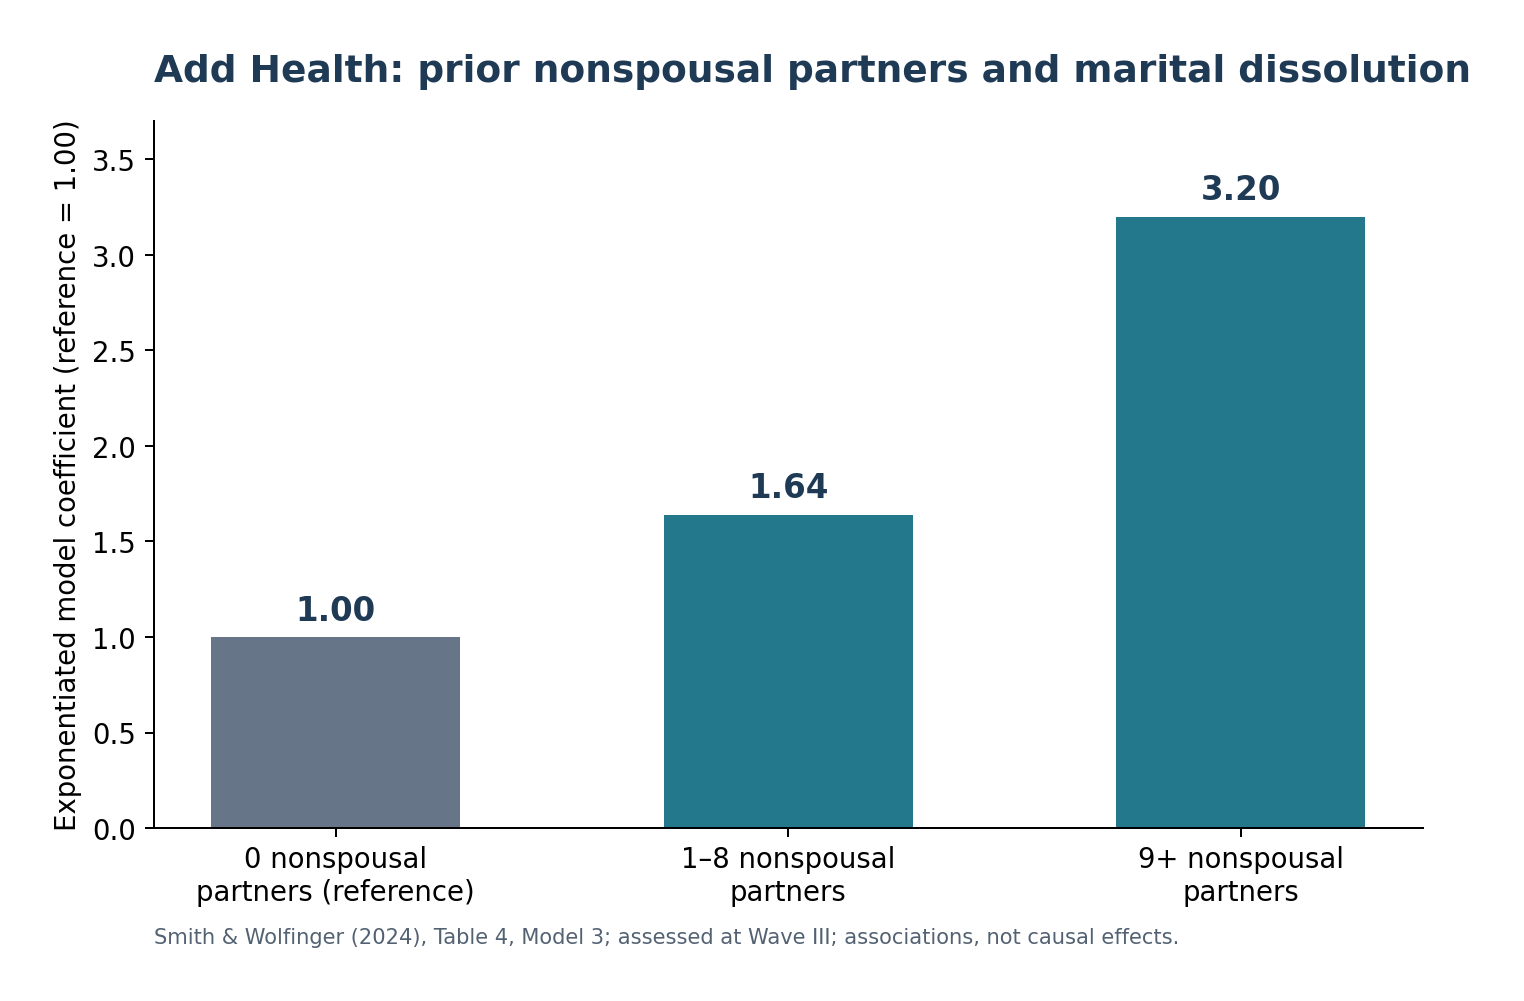 Add Health: prior nonspousal partners and marital dissolution
Exponentiated model coefficient (reference = 1.00)
3.5
3.0
2.5
2.0
1.5
1.0
0.5
0.0
1.00
1.64
3.20
0 nonspousal
partners (reference)
1–8 nonspousal
partners
9+ nonspousal
partners
Smith & Wolfinger (2024), Table 4, Model 3; assessed at Wave III; associations, not causal effects.